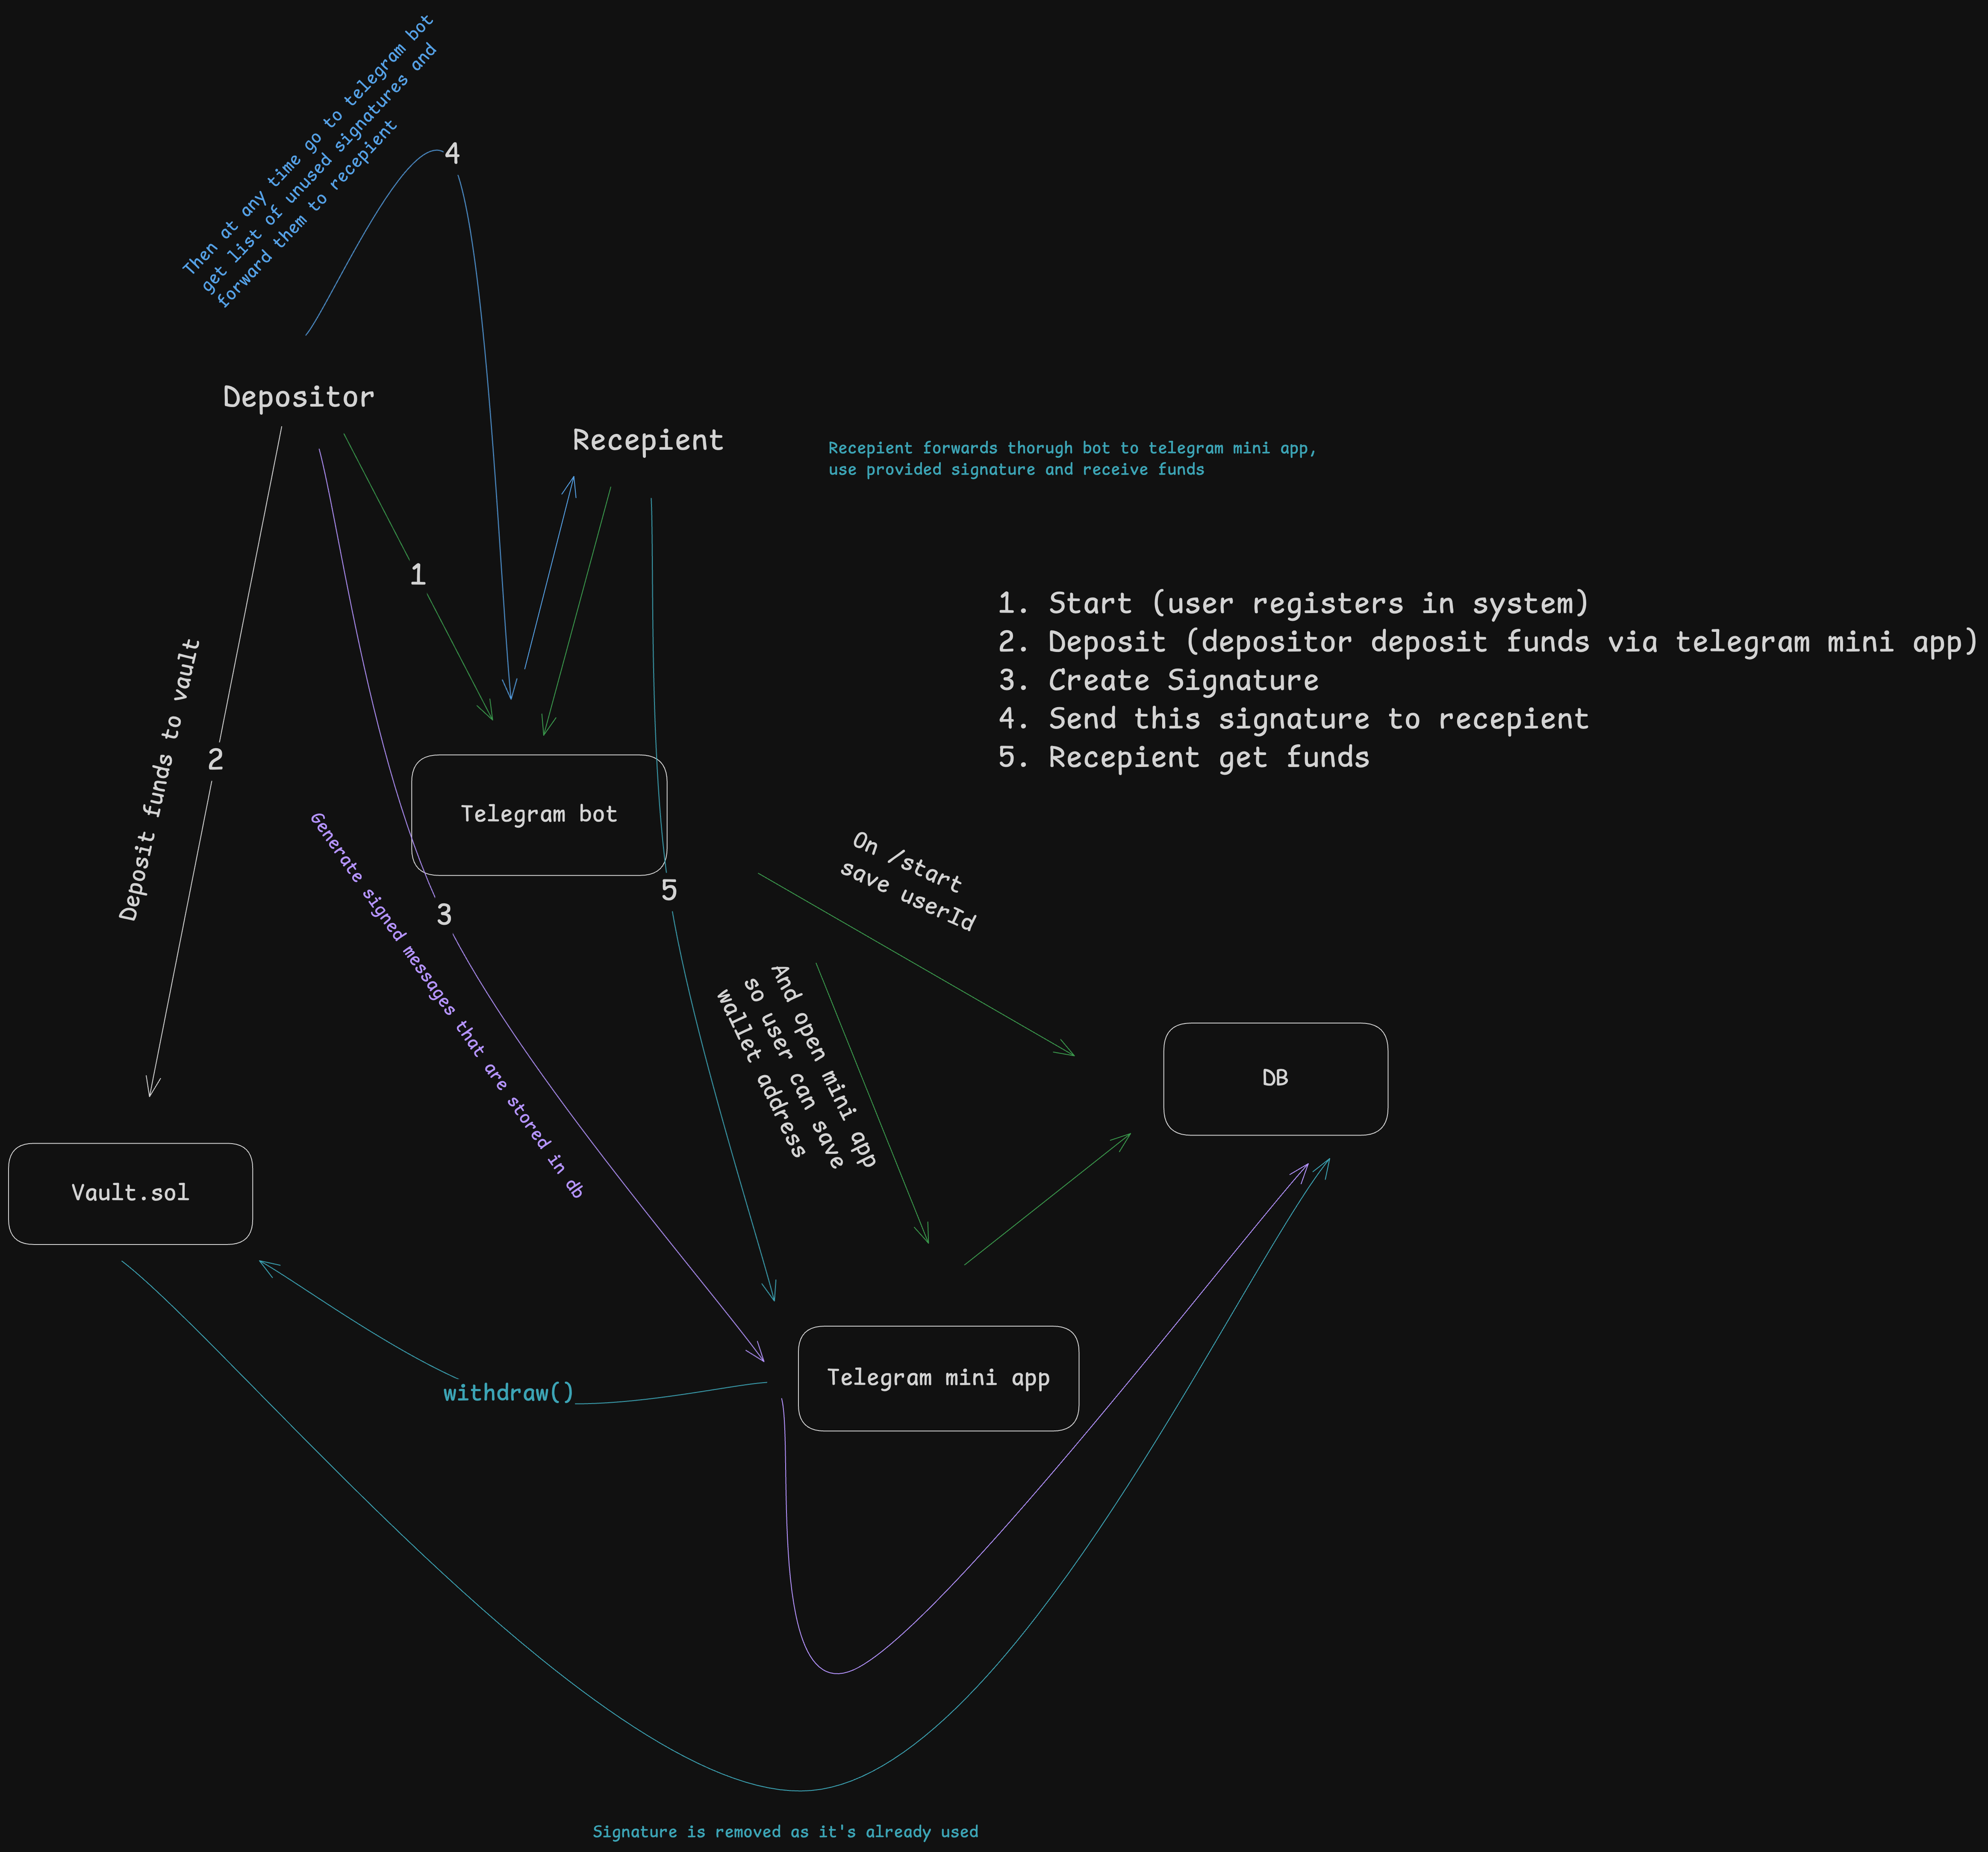 Then at any time go to telegram bot
get list of unused signatures and
forward them to recepient
4
Depositor
Recepient
Recepient forwards thorugh bot to telegram mini app,
use provided signature and receive funds
1
1. Start (user registers in system)
2. Deposit (depositor deposit funds via telegram mini app)
3. Create Signature
4. Send this signature to recepient
5. Recepient get funds
Deposit funds to vault
2
Telegram bot
Generate signed messages that are stored in db
3
5
On /start
save userId
And open mini app
so user can save
wallet address
DB
Vault.sol
Telegram mini app
withdraw()
Signature is removed as it's already used